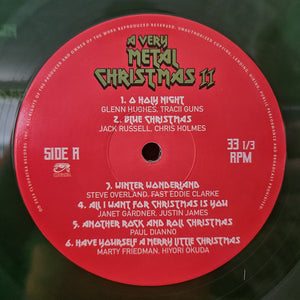 A VERY
METAL
CHRISTMAS II
1. O HOLY NIGHT
GLENN HUGHES, TRACII GUNS
2. BLUE CHRISTMAS
JACK RUSSELL, CHRIS HOLMES
SIDE A
33 1/3
RPM
3. WINTER WONDERLAND
STEVE OVERLAND, FAST EDDIE CLARKE
4. ALL I WANT FOR CHRISTMAS IS YOU
JANET GARDNER, JUSTIN JAMES
5. ANOTHER ROCK AND ROLL CHRISTMAS
PAUL DIANNO
6. HAVE YOURSELF A MERRY LITTLE CHRISTMAS
MARTY FRIEDMAN, HIYORI OKUDA